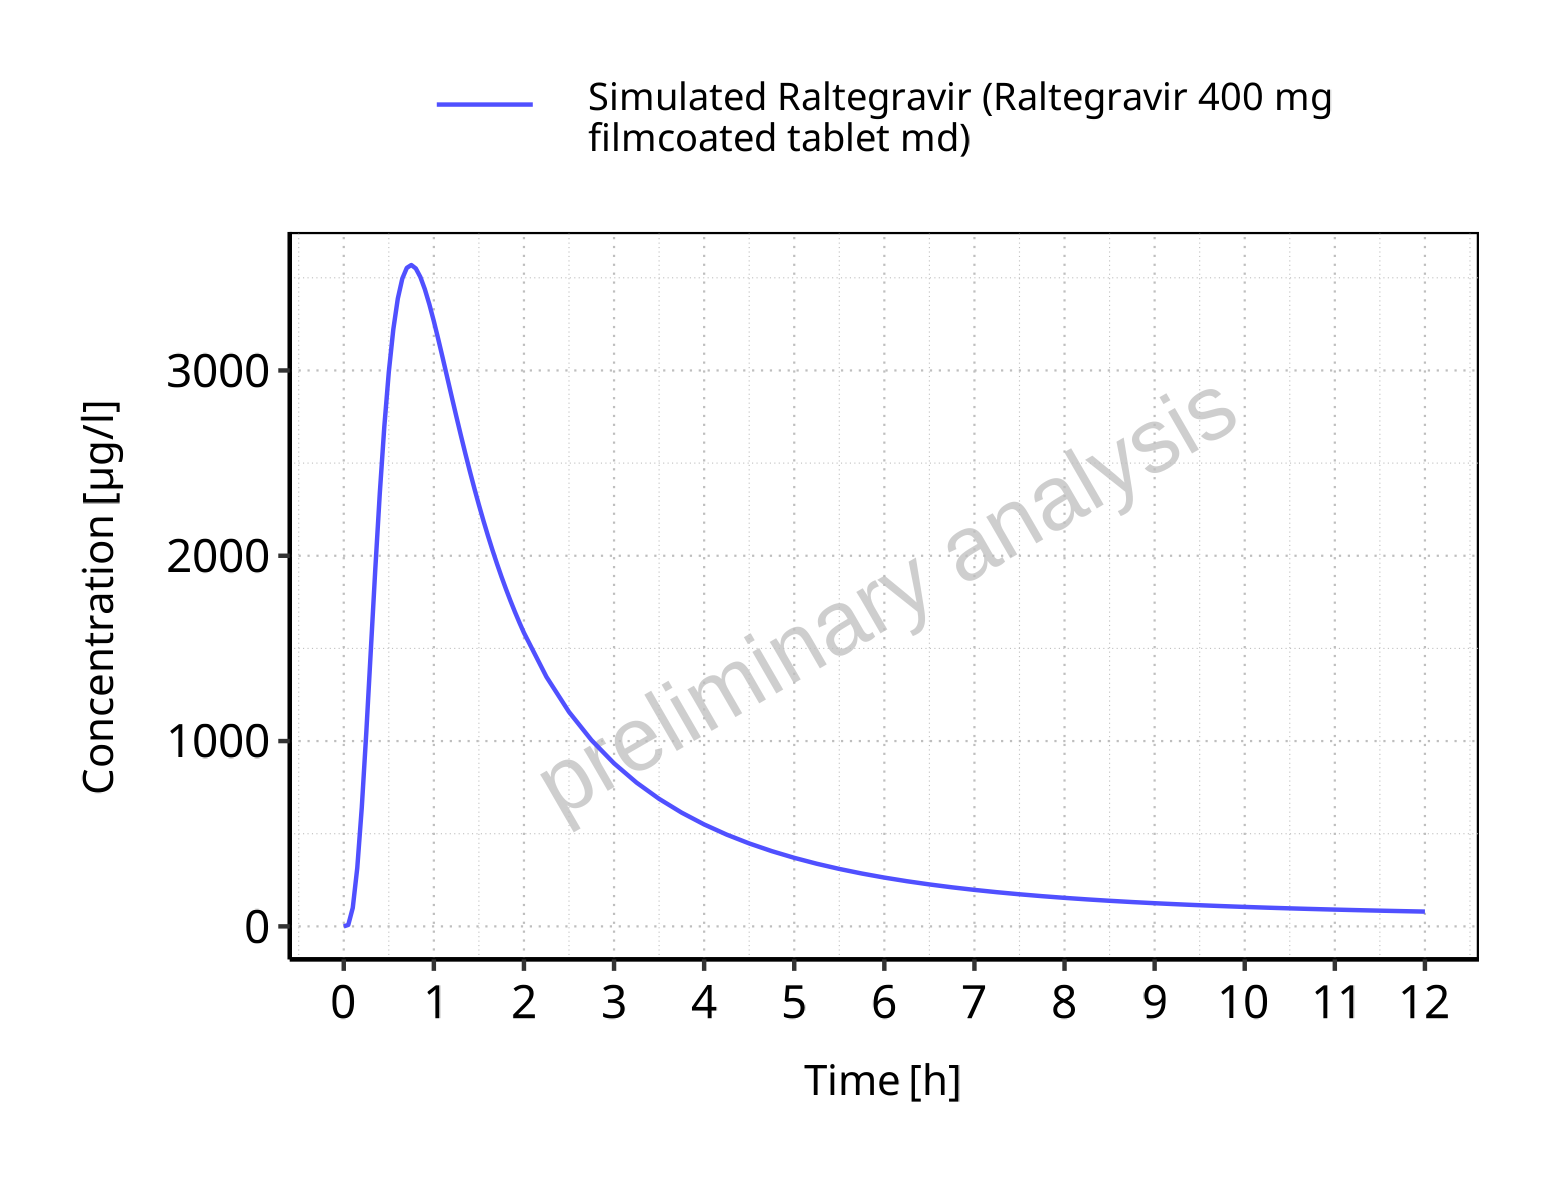 Simulated Raltegravir (Raltegravir 400 mg
filmcoated tablet md)
Concentration [µg/l]
3000
2000
1000
0
preliminary analysis
0 1 2 3 4 5 6 7 8 9 10 11 12
Time [h]